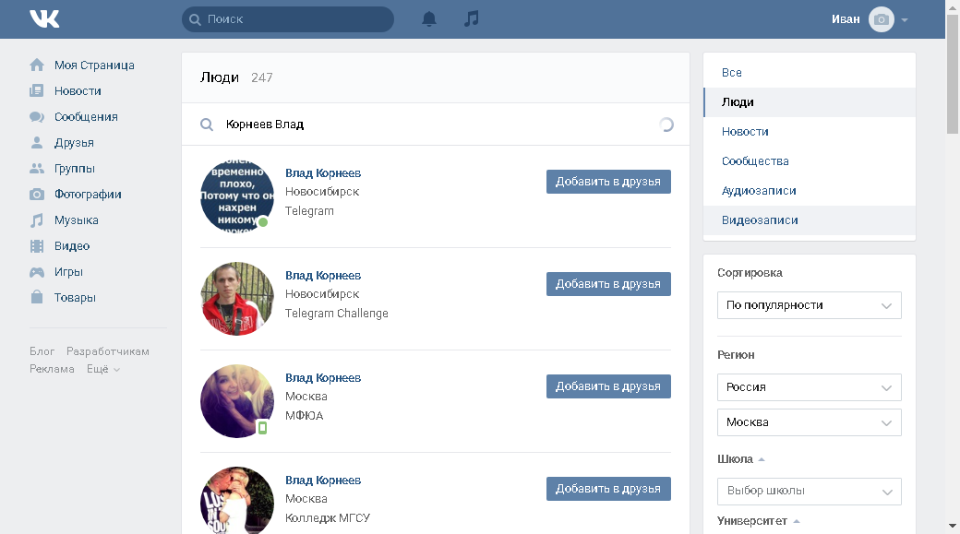 Поиск
Иван
Моя Страница
Новости
Сообщения
Друзья
Группы
Фотографии
Музыка
Видео
Игры
Товары
Блог Разработчикам
Реклама Ещё
Люди 247
Корнеев Влад
временно
плохо,
Потому что он
нахрен
никому
Влад Корнеев
Новосибирск
Telegram
Добавить в друзья
Влад Корнеев
Новосибирск
Telegram Challenge
Добавить в друзья
Влад Корнеев
Москва
МФЮА
Добавить в друзья
Влад Корнеев
Москва
Колледж МГСУ
Добавить в друзья
Все
Люди
Новости
Сообщества
Аудиозаписи
Видеозаписи
Сортировка
По популярности
Регион
Россия
Москва
Школа
Выбор школы
Университет